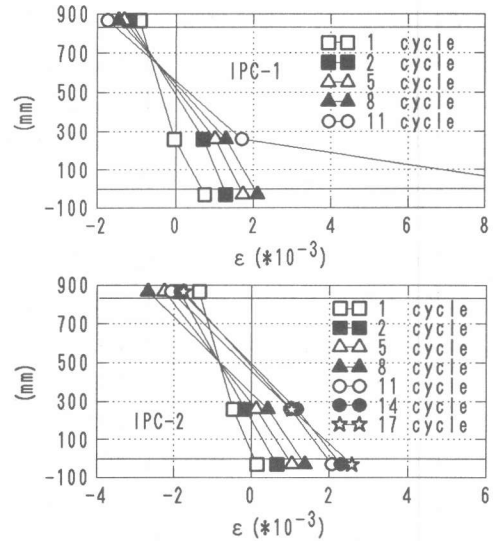 900
700
500
300
100
-100
(mm)
IPC-1
1 cycle
2 cycle
5 cycle
8 cycle
11 cycle
-2 0 2 4 6 8
ε (*10⁻³)
900
700
500
300
100
-100
(mm)
IPC-2
1 cycle
2 cycle
5 cycle
8 cycle
11 cycle
14 cycle
17 cycle
-4 -2 0 2 4 6
ε (*10⁻³)